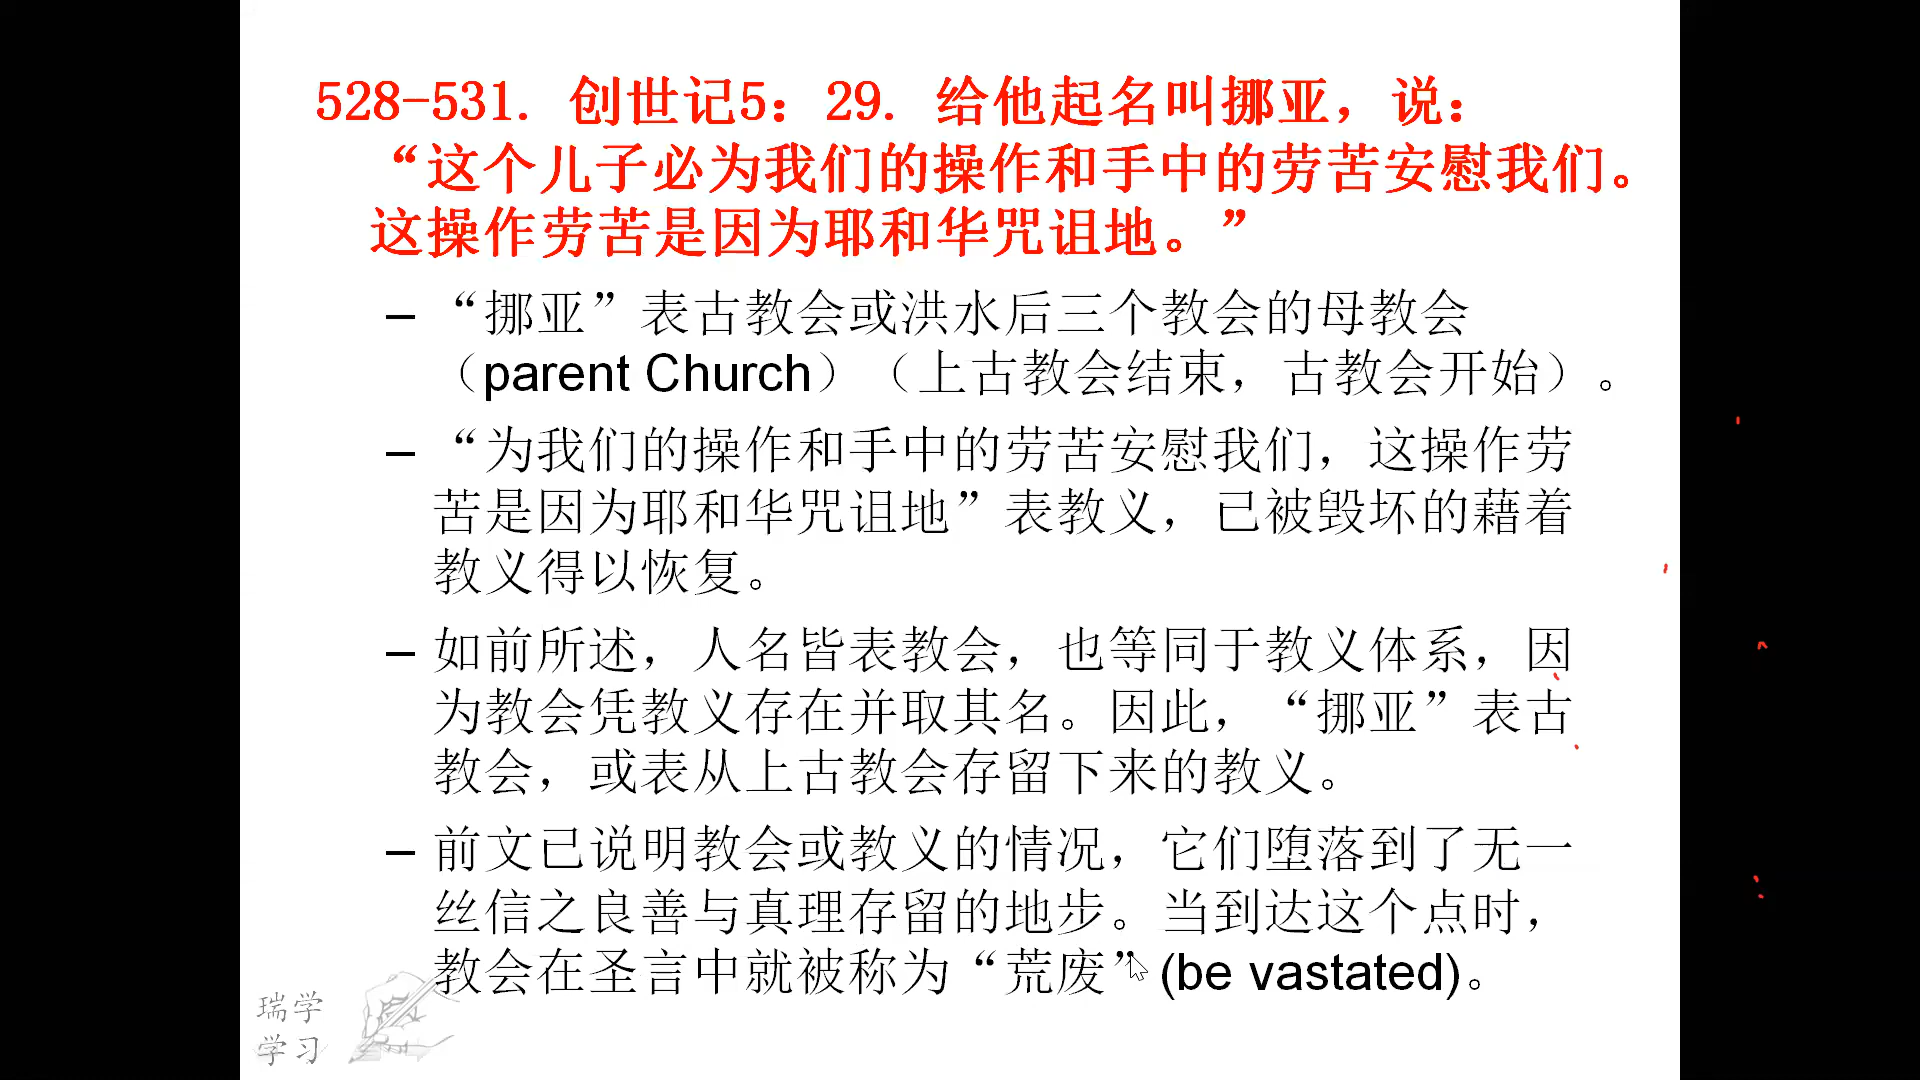 528-531. 创世记5：29. 给他起名叫挪亚，说：
“这个儿子必为我们的操作和手中的劳苦安慰我们。
这操作劳苦是因为耶和华咒诅地。”
– “挪亚”表古教会或洪水后三个教会的母教会
（parent Church）（上古教会结束，古教会开始）。
– “为我们的操作和手中的劳苦安慰我们，这操作劳
苦是因为耶和华咒诅地”表教义，已被毁坏的藉着
教义得以恢复。
– 如前所述，人名皆表教会，也等同于教义体系，因
为教会凭教义存在并取其名。因此，“挪亚”表古
教会，或表从上古教会存留下来的教义。
– 前文已说明教会或教义的情况，它们堕落到了无一
丝信之良善与真理存留的地步。当到达这个点时，
教会在圣言中就被称为“荒废”(be vastated)。
瑞学
学习